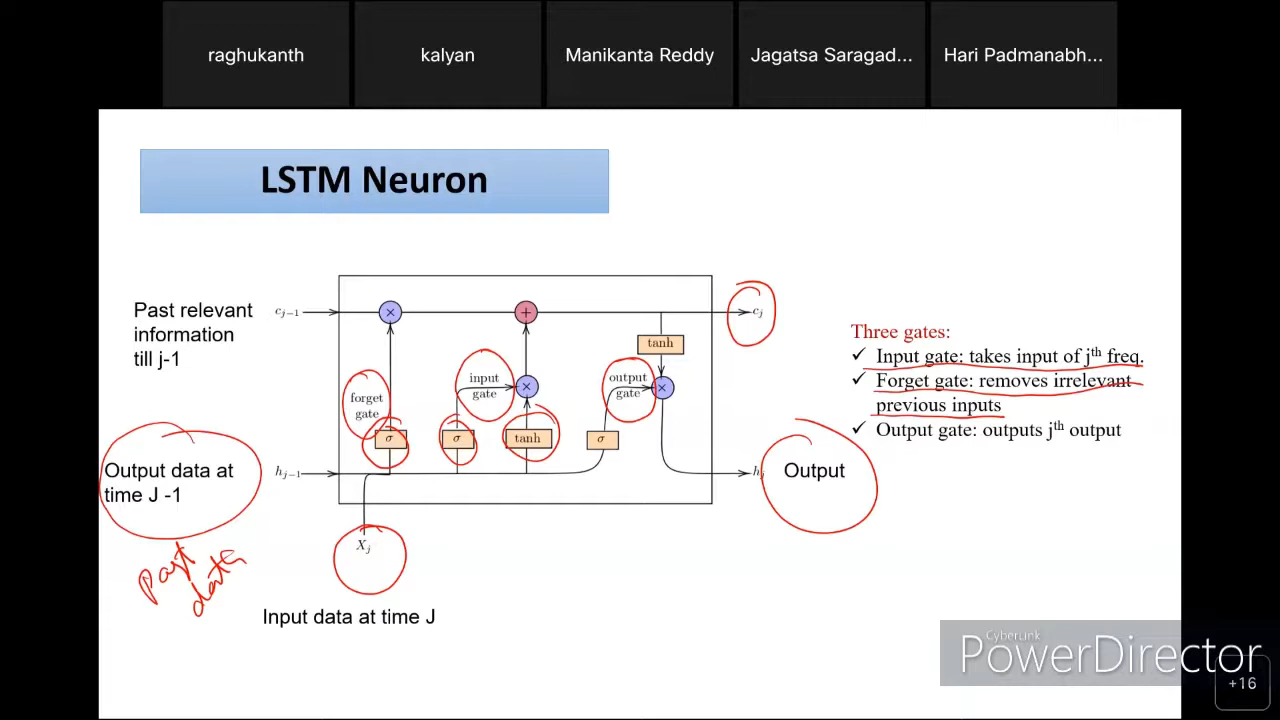 raghukanth
kalyan
Manikanta Reddy
Jagatsa Saragad...
Hari Padmanabh...
LSTM Neuron
Past relevant
information
till j-1
c_{j-1}
c_j
tanh
forget
gate
input
gate
output
gate
×
+
×
×
σ
σ
tanh
σ
Output data at
time J -1
h_{j-1}
h_j
Output
X_j
Input data at time J
past
data
Three gates:
✓ Input gate: takes input of jth freq.
✓ Forget gate: removes irrelevant
previous inputs
✓ Output gate: outputs jth output
CyberLink
PowerDirector
+16